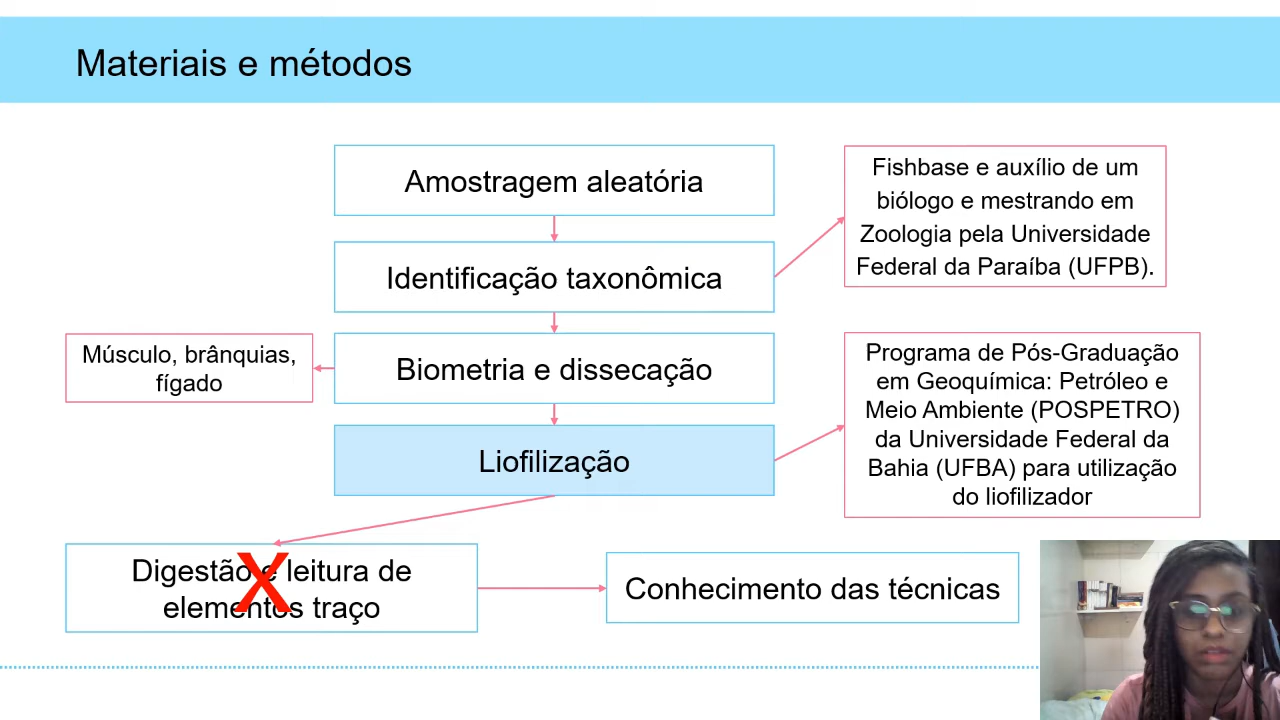 Materiais e métodos
Amostragem aleatória
Fishbase e auxílio de um
biólogo e mestrando em
Zoologia pela Universidade
Federal da Paraíba (UFPB).
Identificação taxonômica
Músculo, brânquias,
fígado
Biometria e dissecação
Programa de Pós-Graduação
em Geoquímica: Petróleo e
Meio Ambiente (POSPETRO)
da Universidade Federal da
Bahia (UFBA) para utilização
do liofilizador
Liofilização
Digestão e leitura de
elementos traço
X
Conhecimento das técnicas